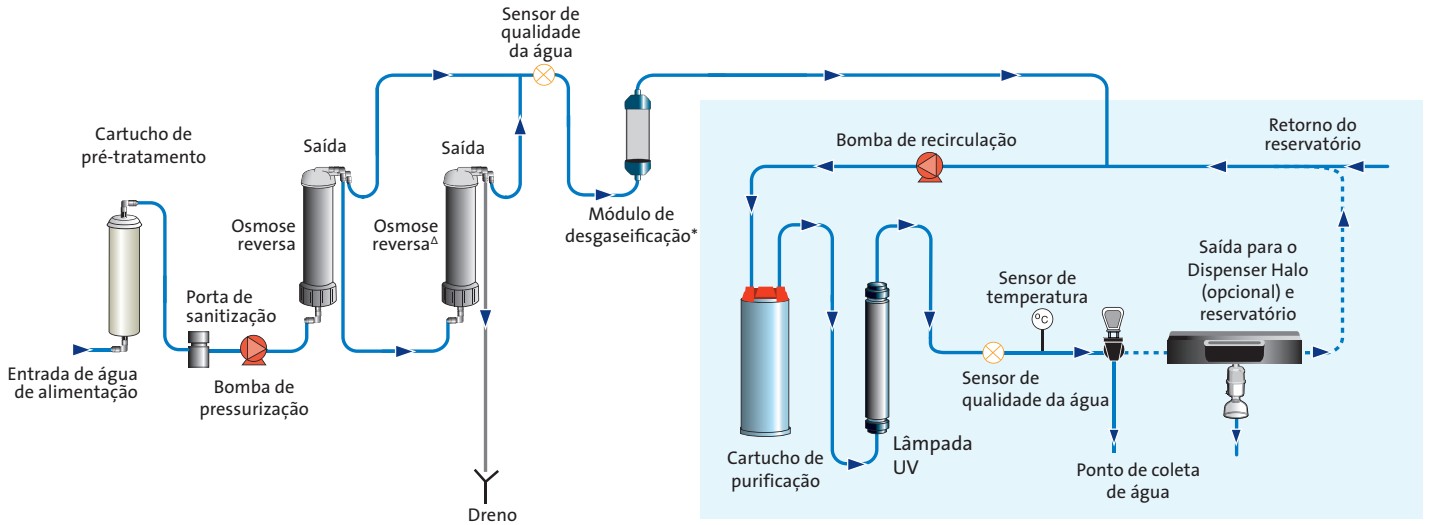 Sensor de
qualidade
da água
Cartucho de
pré-tratamento
Saída
Saída
Bomba de recirculação
Retorno do
reservatório
Osmose
reversa
Osmose
reversa∆
Módulo de
desgaseificação*
Porta de
sanitização
Sensor de
temperatura
ºC
Saída para o
Dispenser Halo
(opcional) e
reservatório
Entrada de água
de alimentação
Bomba de
pressurização
Sensor de
qualidade da água
Cartucho de
purificação
Lâmpada
UV
Ponto de coleta
de água
Dreno